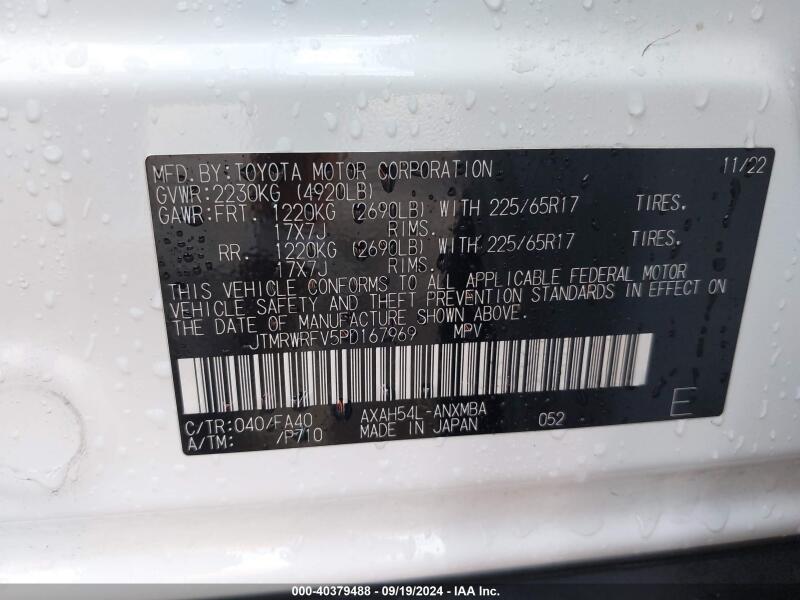 MFD.BY:TOYOTA MOTOR CORPORATION 11/22
GVWR:2230KG (4920LB)
GAWR:FRT. 1220KG (2690LB) WITH 225/65R17 TIRES.
17X7J RIMS.
RR. 1220KG (2690LB) WITH 225/65R17 TIRES.
17X7J RIMS.
THIS VEHICLE CONFORMS TO ALL APPLICABLE FEDERAL MOTOR
VEHICLE SAFETY AND THEFT PREVENTION STANDARDS IN EFFECT ON
THE DATE OF MANUFACTURE SHOWN ABOVE.
JTMRWRFV5PD167969 MPV
C/TR:040/FA40 AXAH54L-ANXMBA
A/TM: /P710 MADE IN JAPAN 052 E
000-40379488 - 09/19/2024 - IAA Inc.